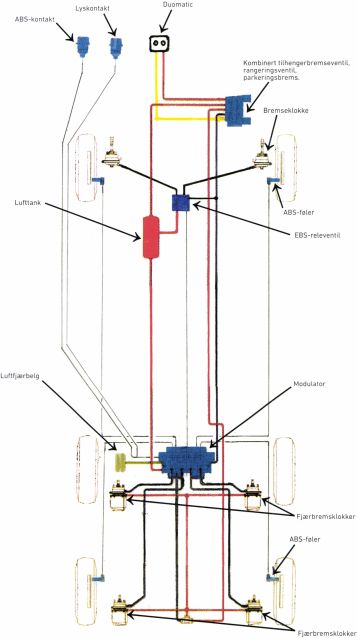 Duomatic
Lyskontakt
ABS-kontakt
Kombinert tilhengerbremseventil,
rangeringsventil,
parkeringsbrems.
Bremseklokke
Lufttank
ABS-føler
EBS-releventil
Luftfjærbelg
Modulator
Fjærbremsklokker
ABS-føler
Fjærbremsklokker